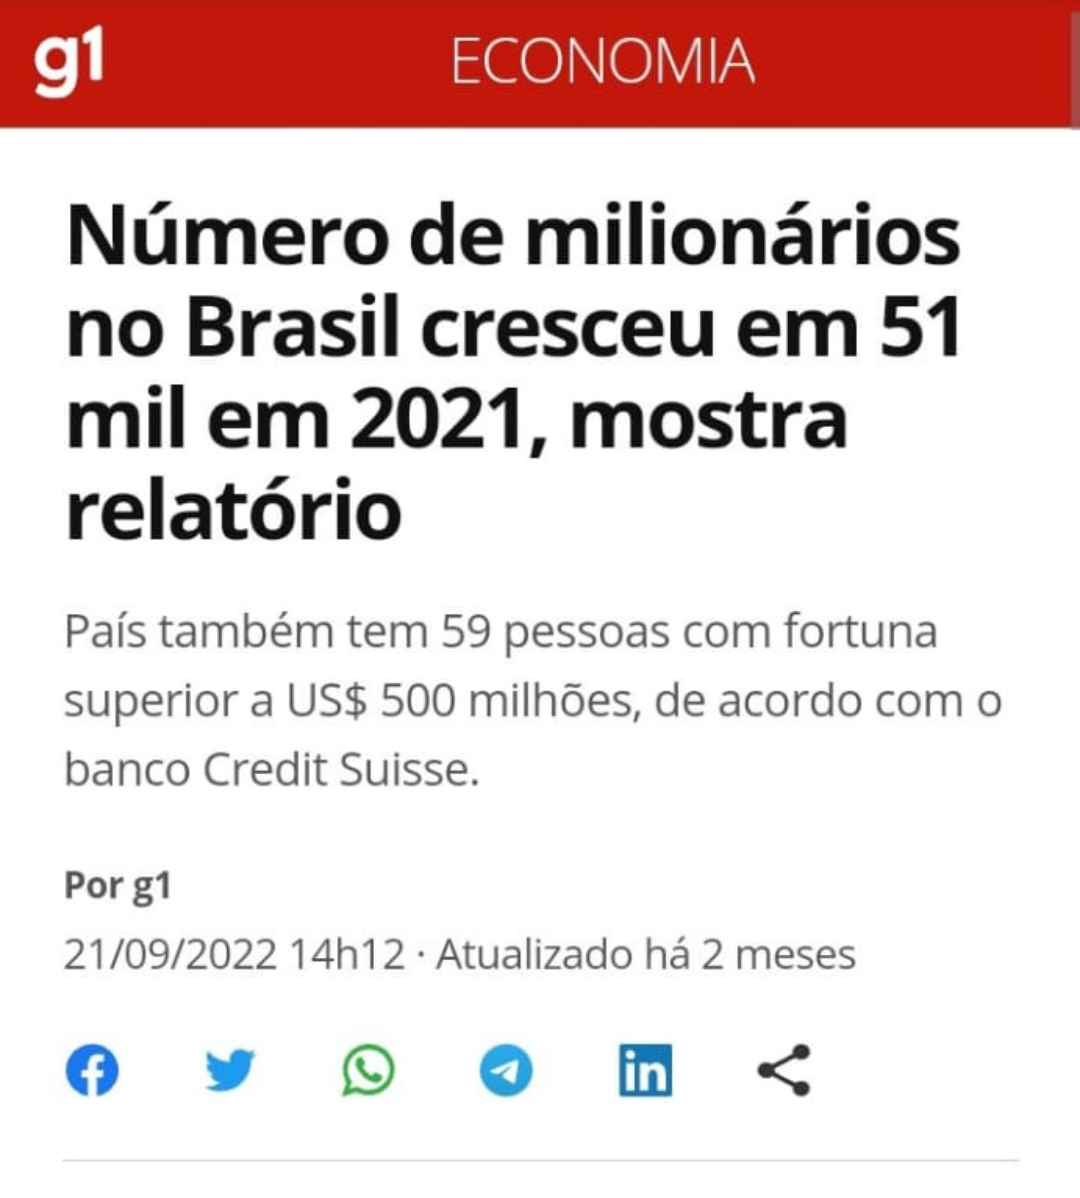 g1
ECONOMIA
Número de milionários
no Brasil cresceu em 51
mil em 2021, mostra
relatório
País também tem 59 pessoas com fortuna
superior a US$ 500 milhões, de acordo com o
banco Credit Suisse.
Por g1
21/09/2022 14h12 · Atualizado há 2 meses
in